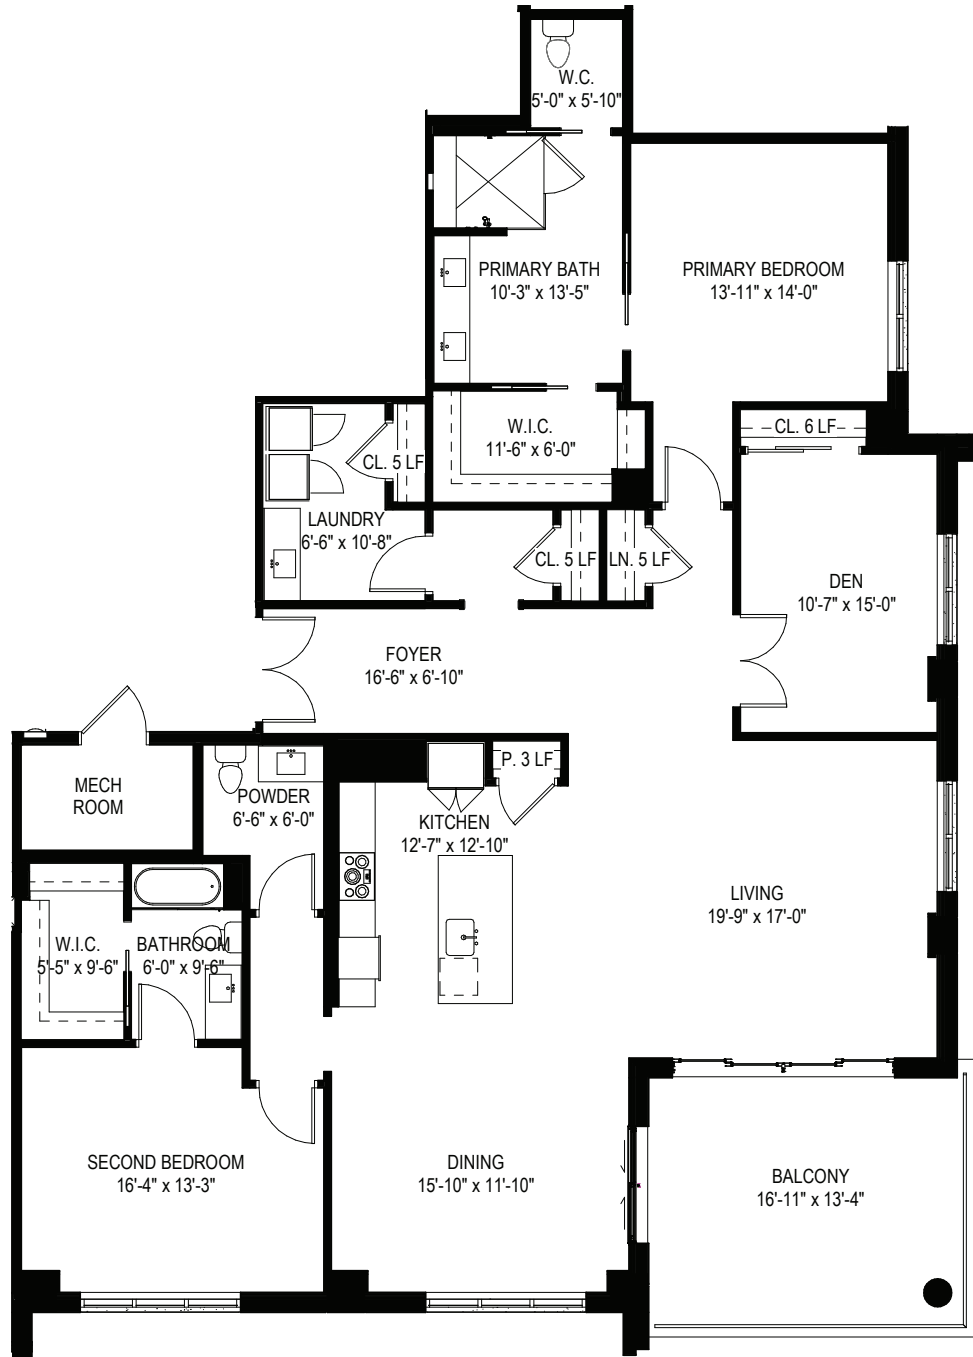 W.C.
5'-0" x 5'-10"
PRIMARY BATH
10'-3" x 13'-5"
PRIMARY BEDROOM
13'-11" x 14'-0"
W.I.C.
11'-6" x 6'-0"
CL. 6 LF
CL. 5 LF
LAUNDRY
6'-6" x 10'-8"
CL. 5 LF
LN. 5 LF
DEN
10'-7" x 15'-0"
FOYER
16'-6" x 6'-10"
MECH
ROOM
POWDER
6'-6" x 6'-0"
P. 3 LF
KITCHEN
12'-7" x 12'-10"
LIVING
19'-9" x 17'-0"
W.I.C.
5'-5" x 9'-6"
BATHROOM
6'-0" x 9'-6"
SECOND BEDROOM
16'-4" x 13'-3"
DINING
15'-10" x 11'-10"
BALCONY
16'-11" x 13'-4"